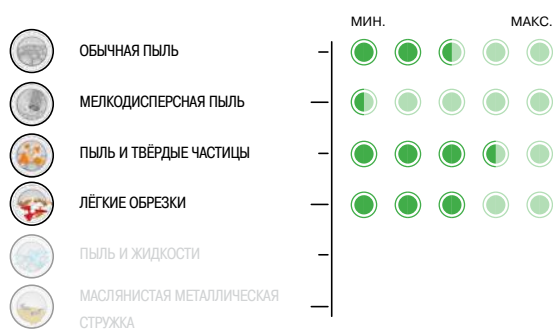 МИН. МАКС.
ОБЫЧНАЯ ПЫЛЬ
МЕЛКОДИСПЕРСНАЯ ПЫЛЬ
ПЫЛЬ И ТВЁРДЫЕ ЧАСТИЦЫ
ЛЁГКИЕ ОБРЕЗКИ
ПЫЛЬ И ЖИДКОСТИ
МАСЛЯНИСТАЯ МЕТАЛЛИЧЕСКАЯ
СТРУЖКА